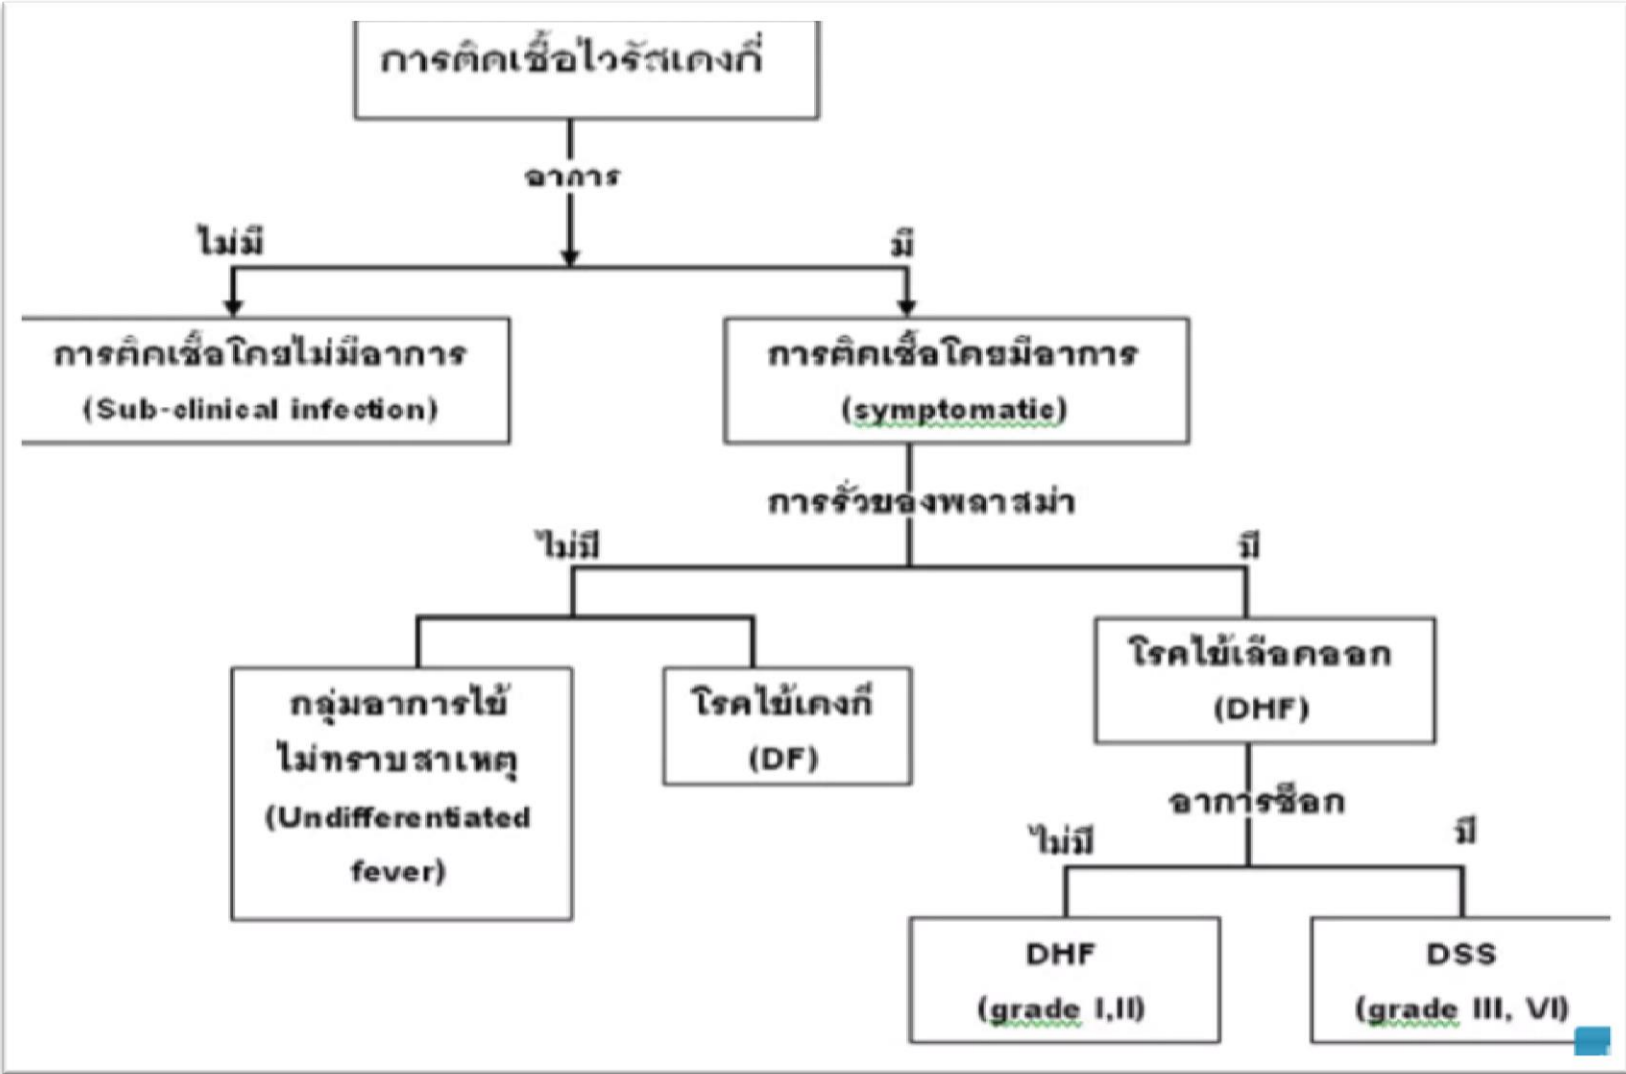 การติดเชื้อไวรัสเดงกี่
อาการ
ไม่มี
มี
การติดเชื้อโดยไม่มีอาการ
(Sub-clinical infection)
การติดเชื้อโดยมีอาการ
(symptomatic)
การรั่วของพลาสม่า
ไม่มี
มี
กลุ่มอาการไข้
ไม่ทราบสาเหตุ
(Undifferentiated
fever)
โรคไข้เดงกี่
(DF)
โรคไข้เลือดออก
(DHF)
อาการช็อก
ไม่มี
มี
DHF
(grade I,II)
DSS
(grade III, VI)